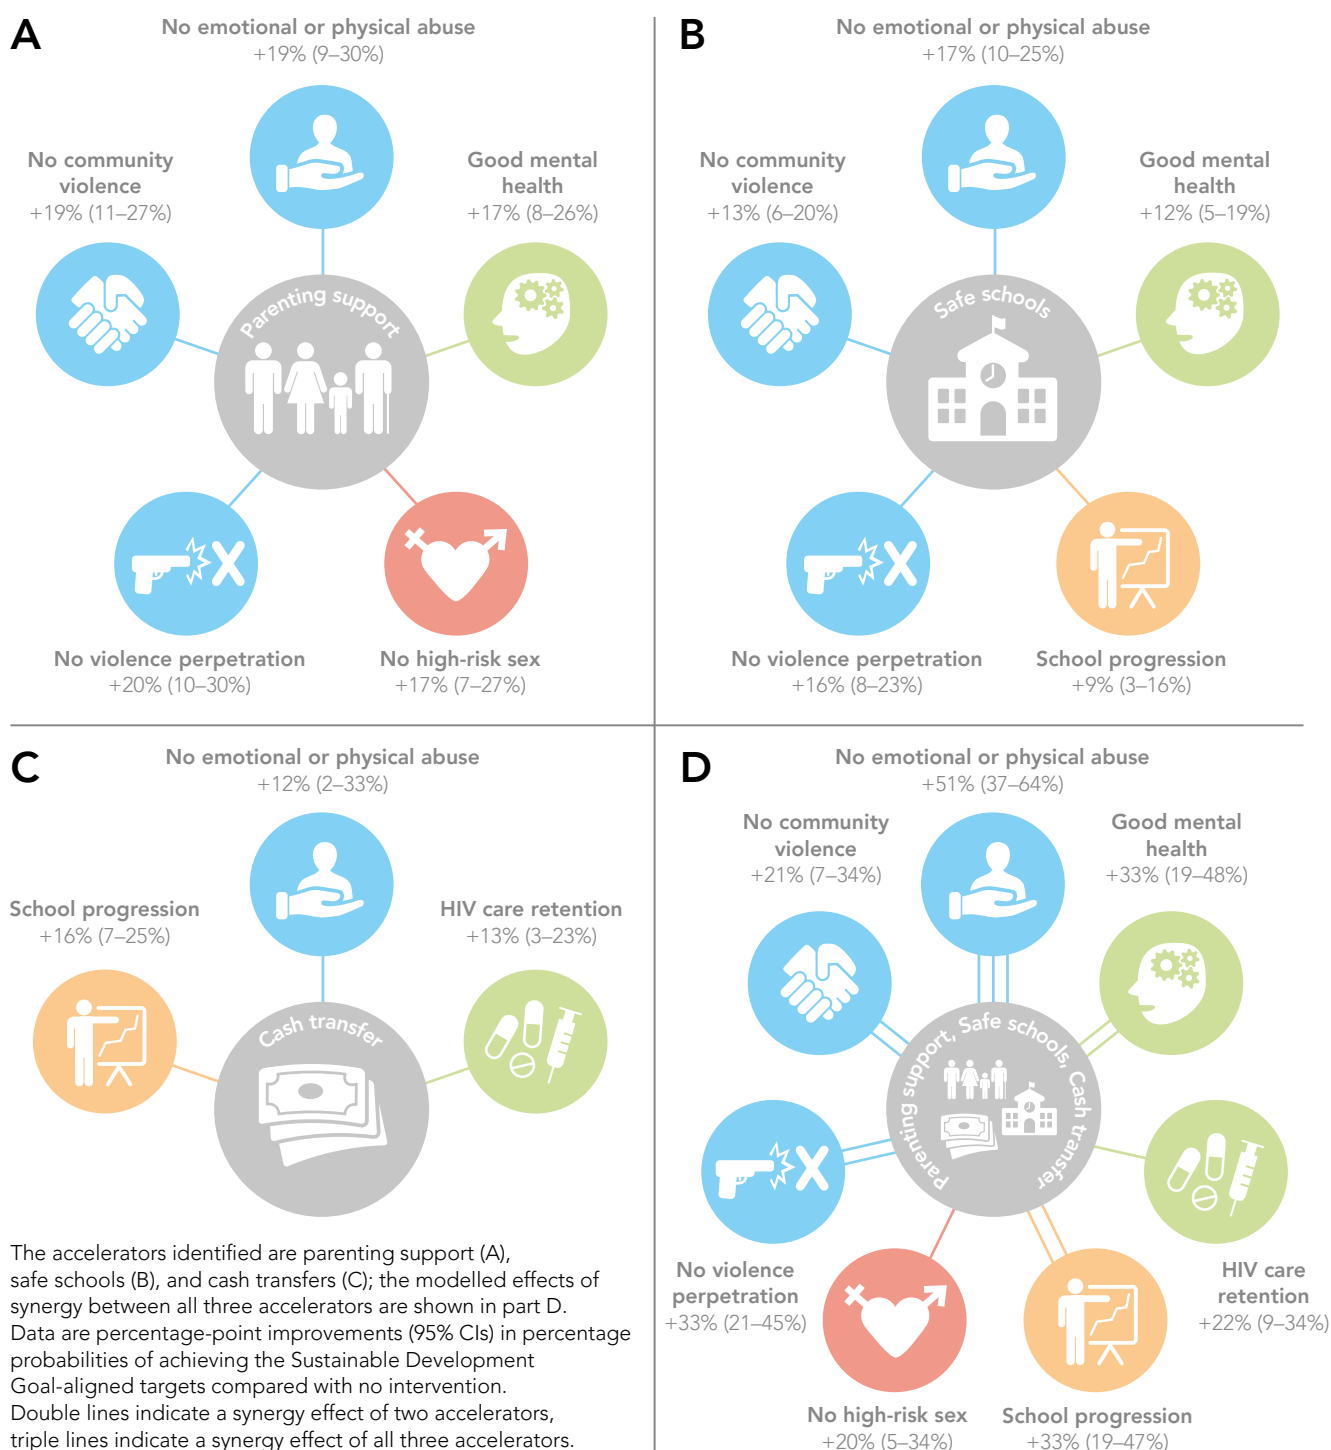 A
No emotional or physical abuse
+19% (9–30%)
No community
violence
+19% (11–27%)
Good mental
health
+17% (8–26%)
Parenting support
No violence perpetration
+20% (10–30%)
No high-risk sex
+17% (7–27%)
B
No emotional or physical abuse
+17% (10–25%)
No community
violence
+13% (6–20%)
Good mental
health
+12% (5–19%)
Safe schools
No violence perpetration
+16% (8–23%)
School progression
+9% (3–16%)
C
No emotional or physical abuse
+12% (2–33%)
School progression
+16% (7–25%)
HIV care retention
+13% (3–23%)
Cash transfer
The accelerators identified are parenting support (A),
safe schools (B), and cash transfers (C); the modelled effects of
synergy between all three accelerators are shown in part D.
Data are percentage-point improvements (95% CIs) in percentage
probabilities of achieving the Sustainable Development
Goal-aligned targets compared with no intervention.
Double lines indicate a synergy effect of two accelerators,
triple lines indicate a synergy effect of all three accelerators.
D
No emotional or physical abuse
+51% (37–64%)
No community
violence
+21% (7–34%)
Good mental
health
+33% (19–48%)
Parenting support, Safe schools, Cash transfer
No violence
perpetration
+33% (21–45%)
HIV care
retention
+22% (9–34%)
No high-risk sex
+20% (5–34%)
School progression
+33% (19–47%)